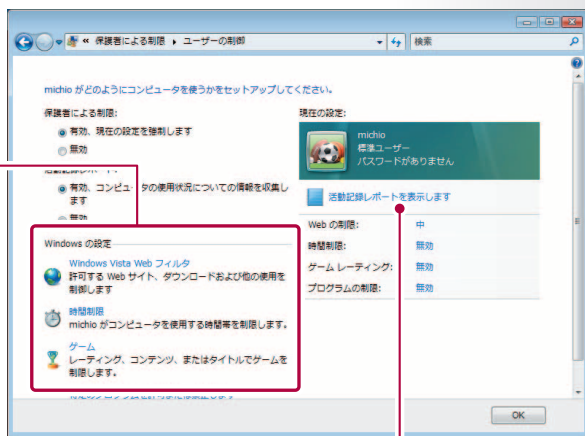 « 保護者による制限 ▸ ユーザーの制御
検索
michio がどのようにコンピュータを使うかをセットアップしてください。
保護者による制限:
有効、現在の設定を強制します
無効
活動記録レポート:
有効、コンピュータの使用状況についての情報を収集し
ます
無効
Windows の設定
Windows Vista Web フィルタ
許可する Web サイト、ダウンロードおよび他の使用を
制御します
時間制限
michio がコンピュータを使用する時間帯を制限します。
ゲーム
レーティング、コンテンツ、またはタイトルでゲームを
制限します。
現在の設定:
michio
標準ユーザー
パスワードがありません
活動記録レポートを表示します
Web の制限: 中
時間制限: 無効
ゲーム レーティング: 無効
プログラムの制限: 無効
OK